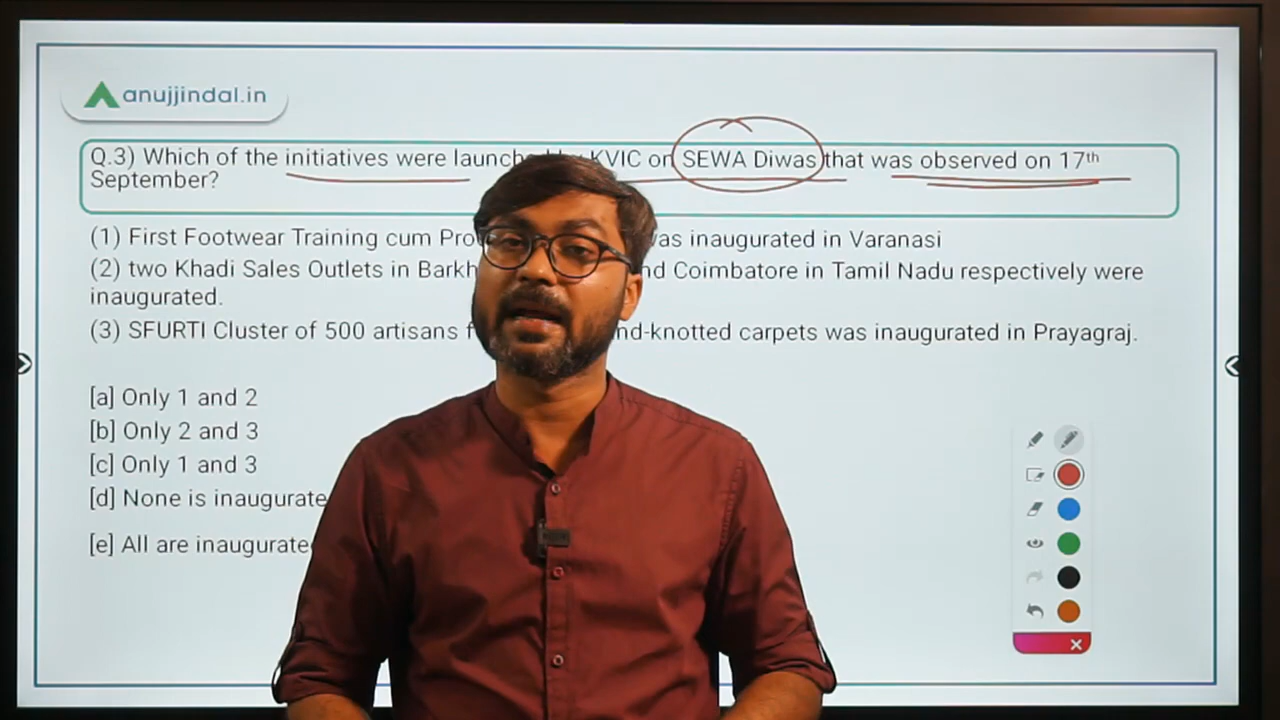 anujjindal.in
Q.3) Which of the initiatives were launch KVIC on SEWA Diwas that was observed on 17th
September?
(1) First Footwear Training cum Pro was inaugurated in Varanasi
(2) two Khadi Sales Outlets in Barkh nd Coimbatore in Tamil Nadu respectively were
inaugurated.
(3) SFURTI Cluster of 500 artisans f nd-knotted carpets was inaugurated in Prayagraj.
[a] Only 1 and 2
[b] Only 2 and 3
[c] Only 1 and 3
[d] None is inaugurate
[e] All are inaugurate